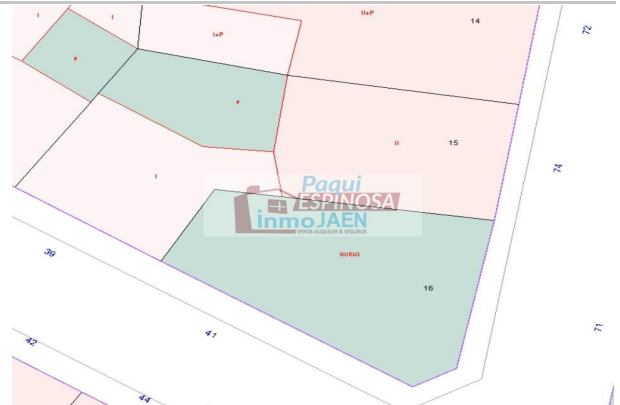 I
I
I+P
II+P
14
72
P
P
II
15
74
I
Paqui
ESPINOSA
inmoJAEN
VENTA-ALQUILER & SEGUROS
SUELO
39
16
41
71
42
44